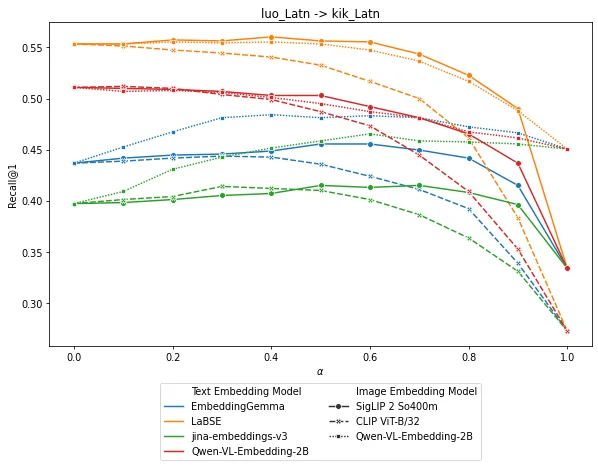 luo_Latn -> kik_Latn
Recall@1
0.55
0.50
0.45
0.40
0.35
0.30
0.0 0.2 0.4 0.6 0.8 1.0
α
Text Embedding Model
EmbeddingGemma
LaBSE
jina-embeddings-v3
Qwen-VL-Embedding-2B
Image Embedding Model
SigLIP 2 So400m
CLIP ViT-B/32
Qwen-VL-Embedding-2B